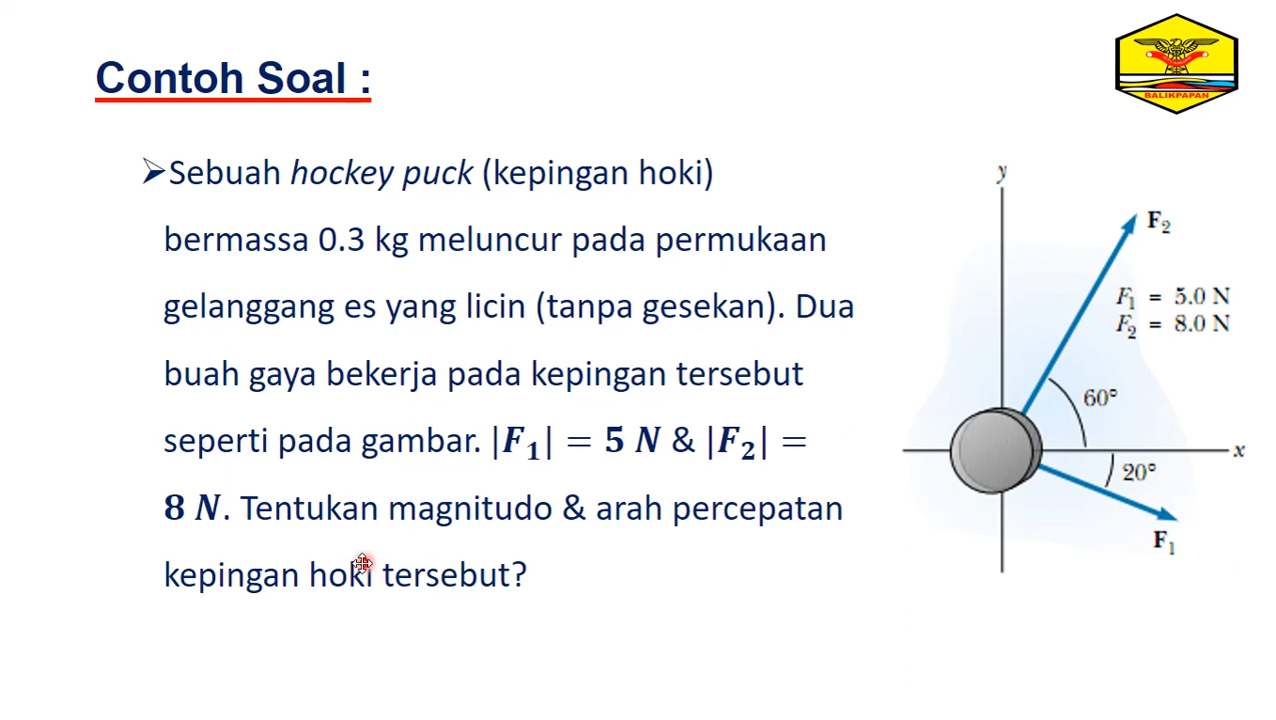 Contoh Soal :
BALIKPAPAN
➢Sebuah hockey puck (kepingan hoki)
bermassa 0.3 kg meluncur pada permukaan
gelanggang es yang licin (tanpa gesekan). Dua
buah gaya bekerja pada kepingan tersebut
seperti pada gambar. |F₁| = 5 N & |F₂| =
8 N. Tentukan magnitudo & arah percepatan
kepingan hoki tersebut?
y
F₂
F₁ = 5.0 N
F₂ = 8.0 N
60°
x
20°
F₁